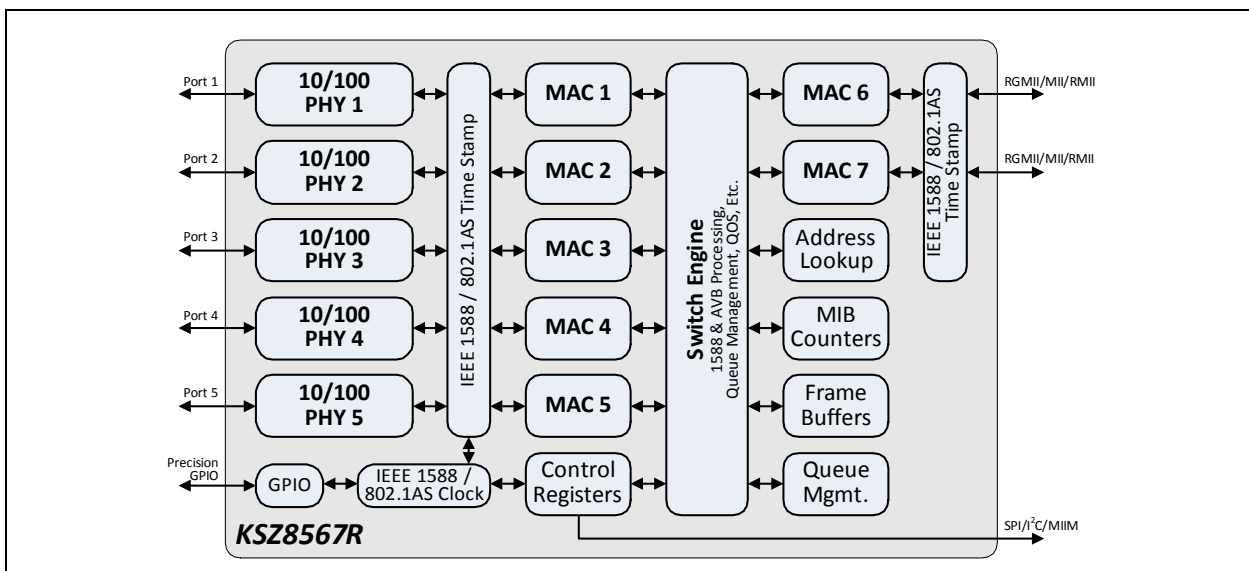 Port 1
10/100
PHY 1
MAC 1
MAC 6
RGMII/MII/RMII
Port 2
10/100
PHY 2
MAC 2
MAC 7
RGMII/MII/RMII
Port 3
10/100
PHY 3
MAC 3
Address
Lookup
Port 4
10/100
PHY 4
MAC 4
MIB
Counters
Port 5
10/100
PHY 5
MAC 5
Frame
Buffers
IEEE 1588 / 802.1AS Time Stamp
Switch Engine
1588 & AVB Processing,
Queue Management, QOS, Etc.
IEEE 1588 / 802.1AS
Time Stamp
Precision
GPIO
GPIO
IEEE 1588 /
802.1AS Clock
Control
Registers
Queue
Mgmt.
KSZ8567R
SPI/I²C/MIIM